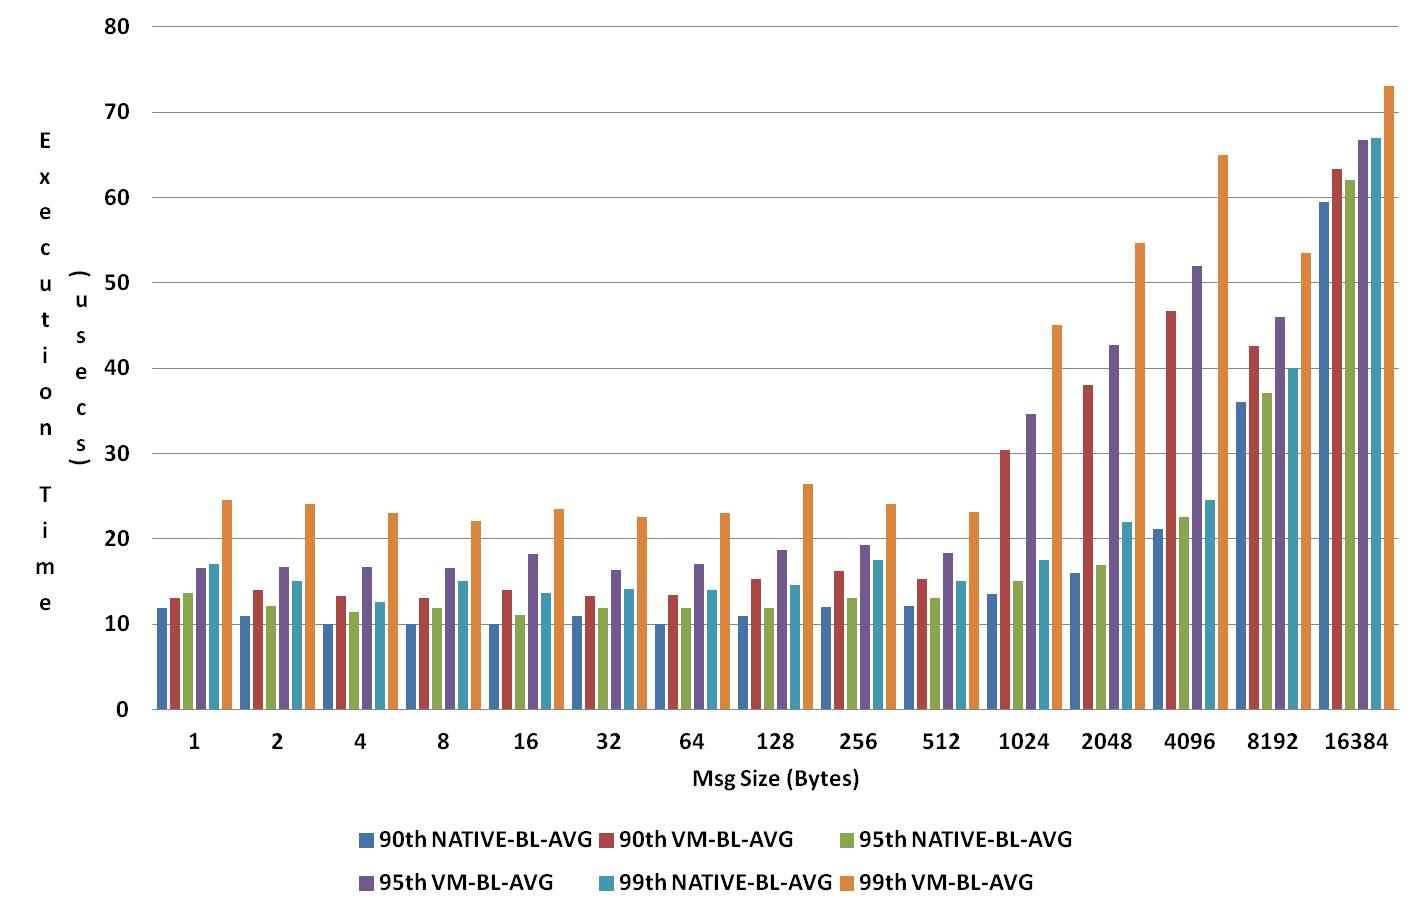 80
70
60
50
40
30
20
10
0
Execution Time
(usecs)
1 2 4 8 16 32 64 128 256 512 1024 2048 4096 8192 16384
Msg Size (Bytes)
90th NATIVE-BL-AVG 90th VM-BL-AVG 95th NATIVE-BL-AVG
95th VM-BL-AVG 99th NATIVE-BL-AVG 99th VM-BL-AVG